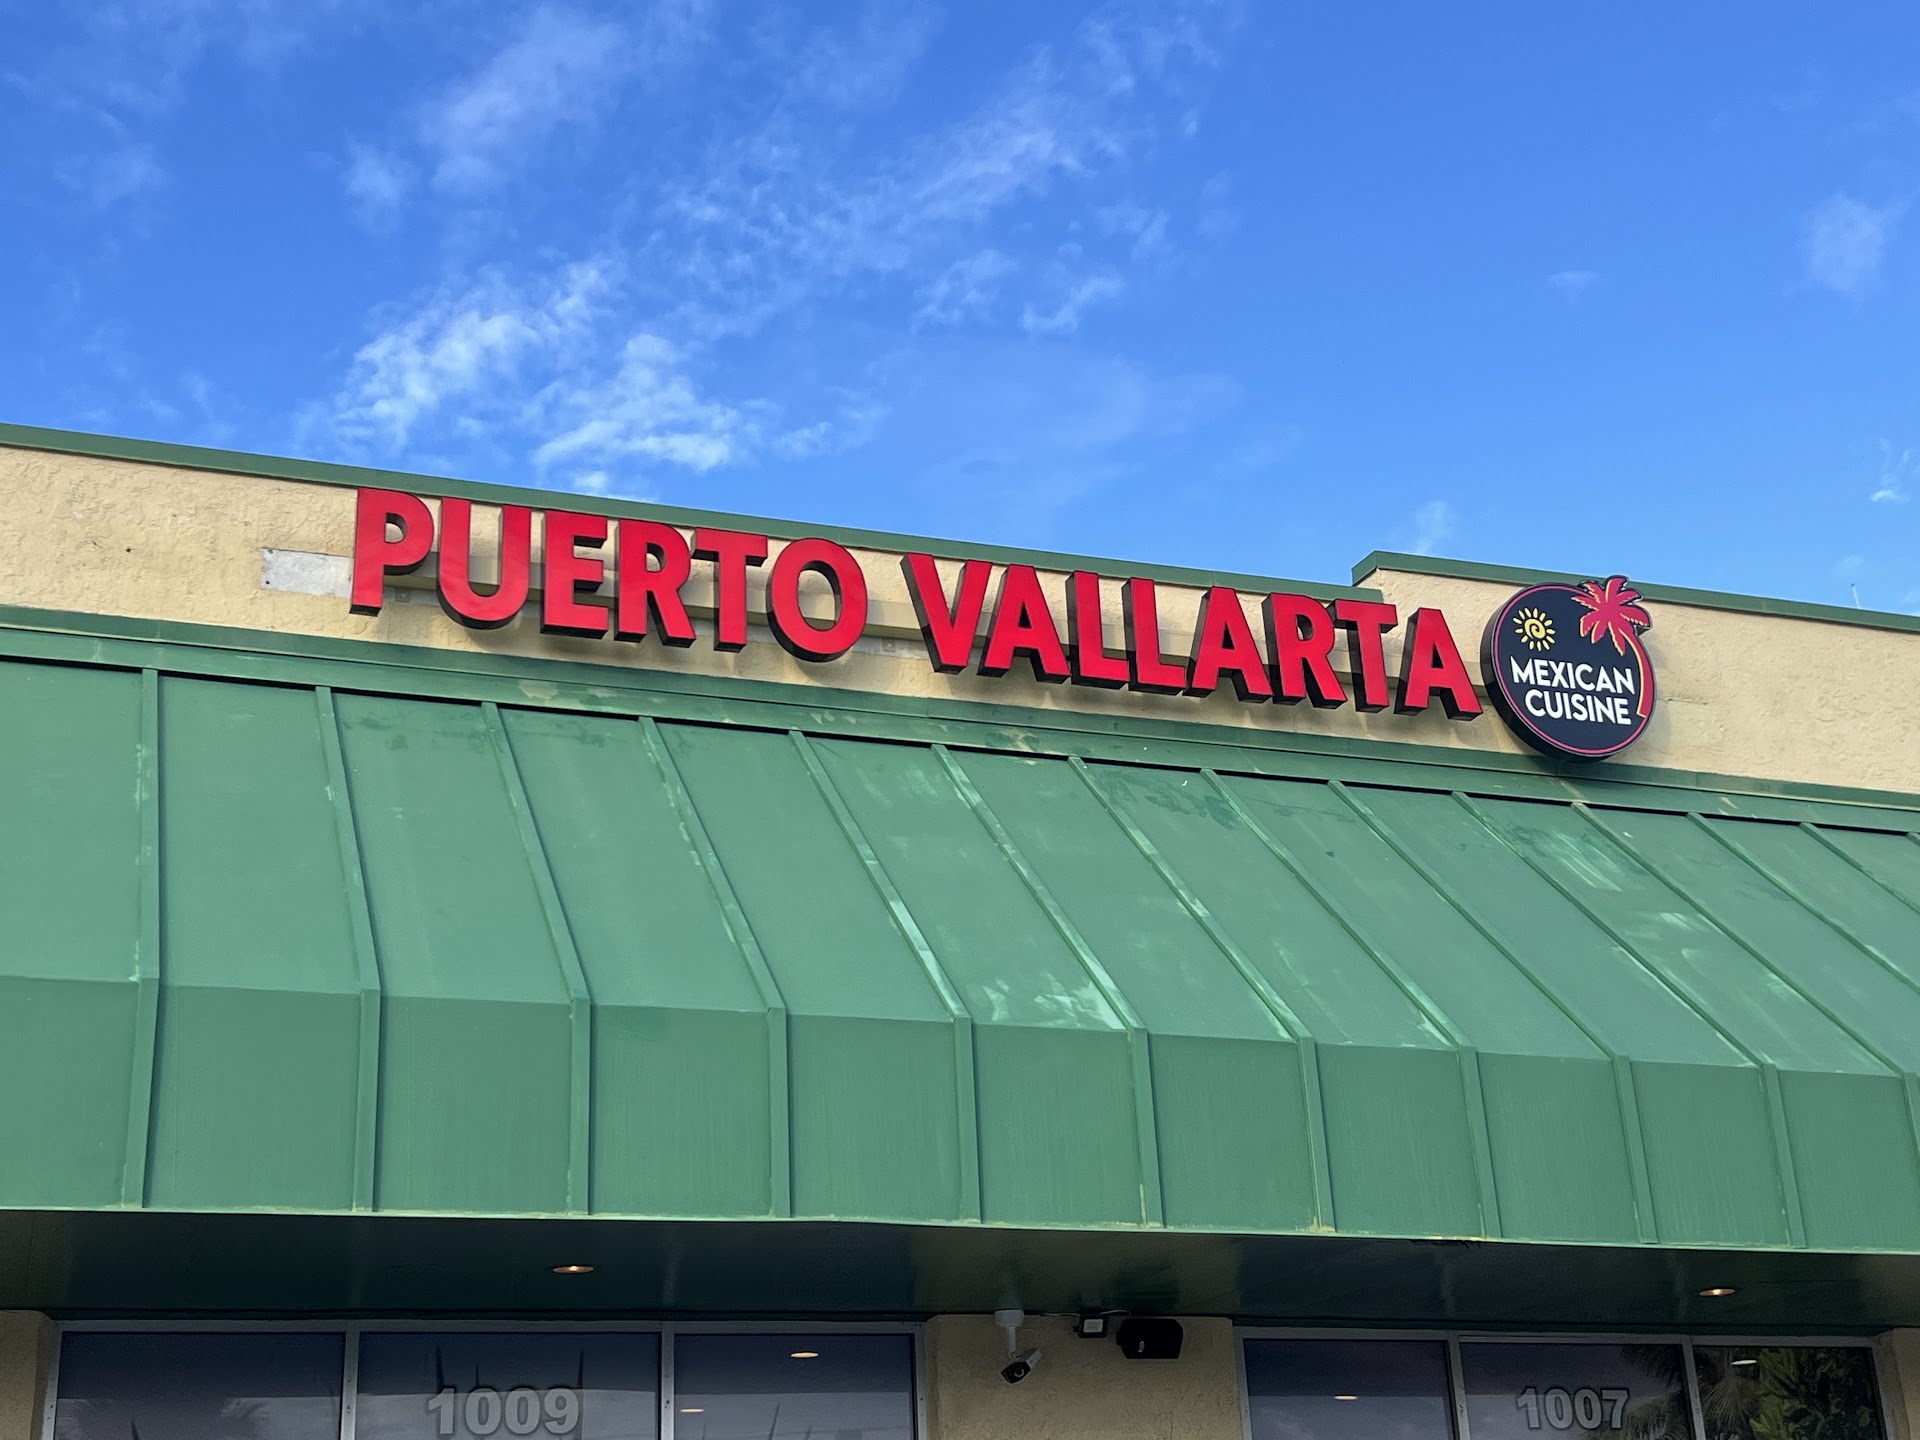 PUERTO VALLARTA
MEXICAN
CUISINE
1009
1007